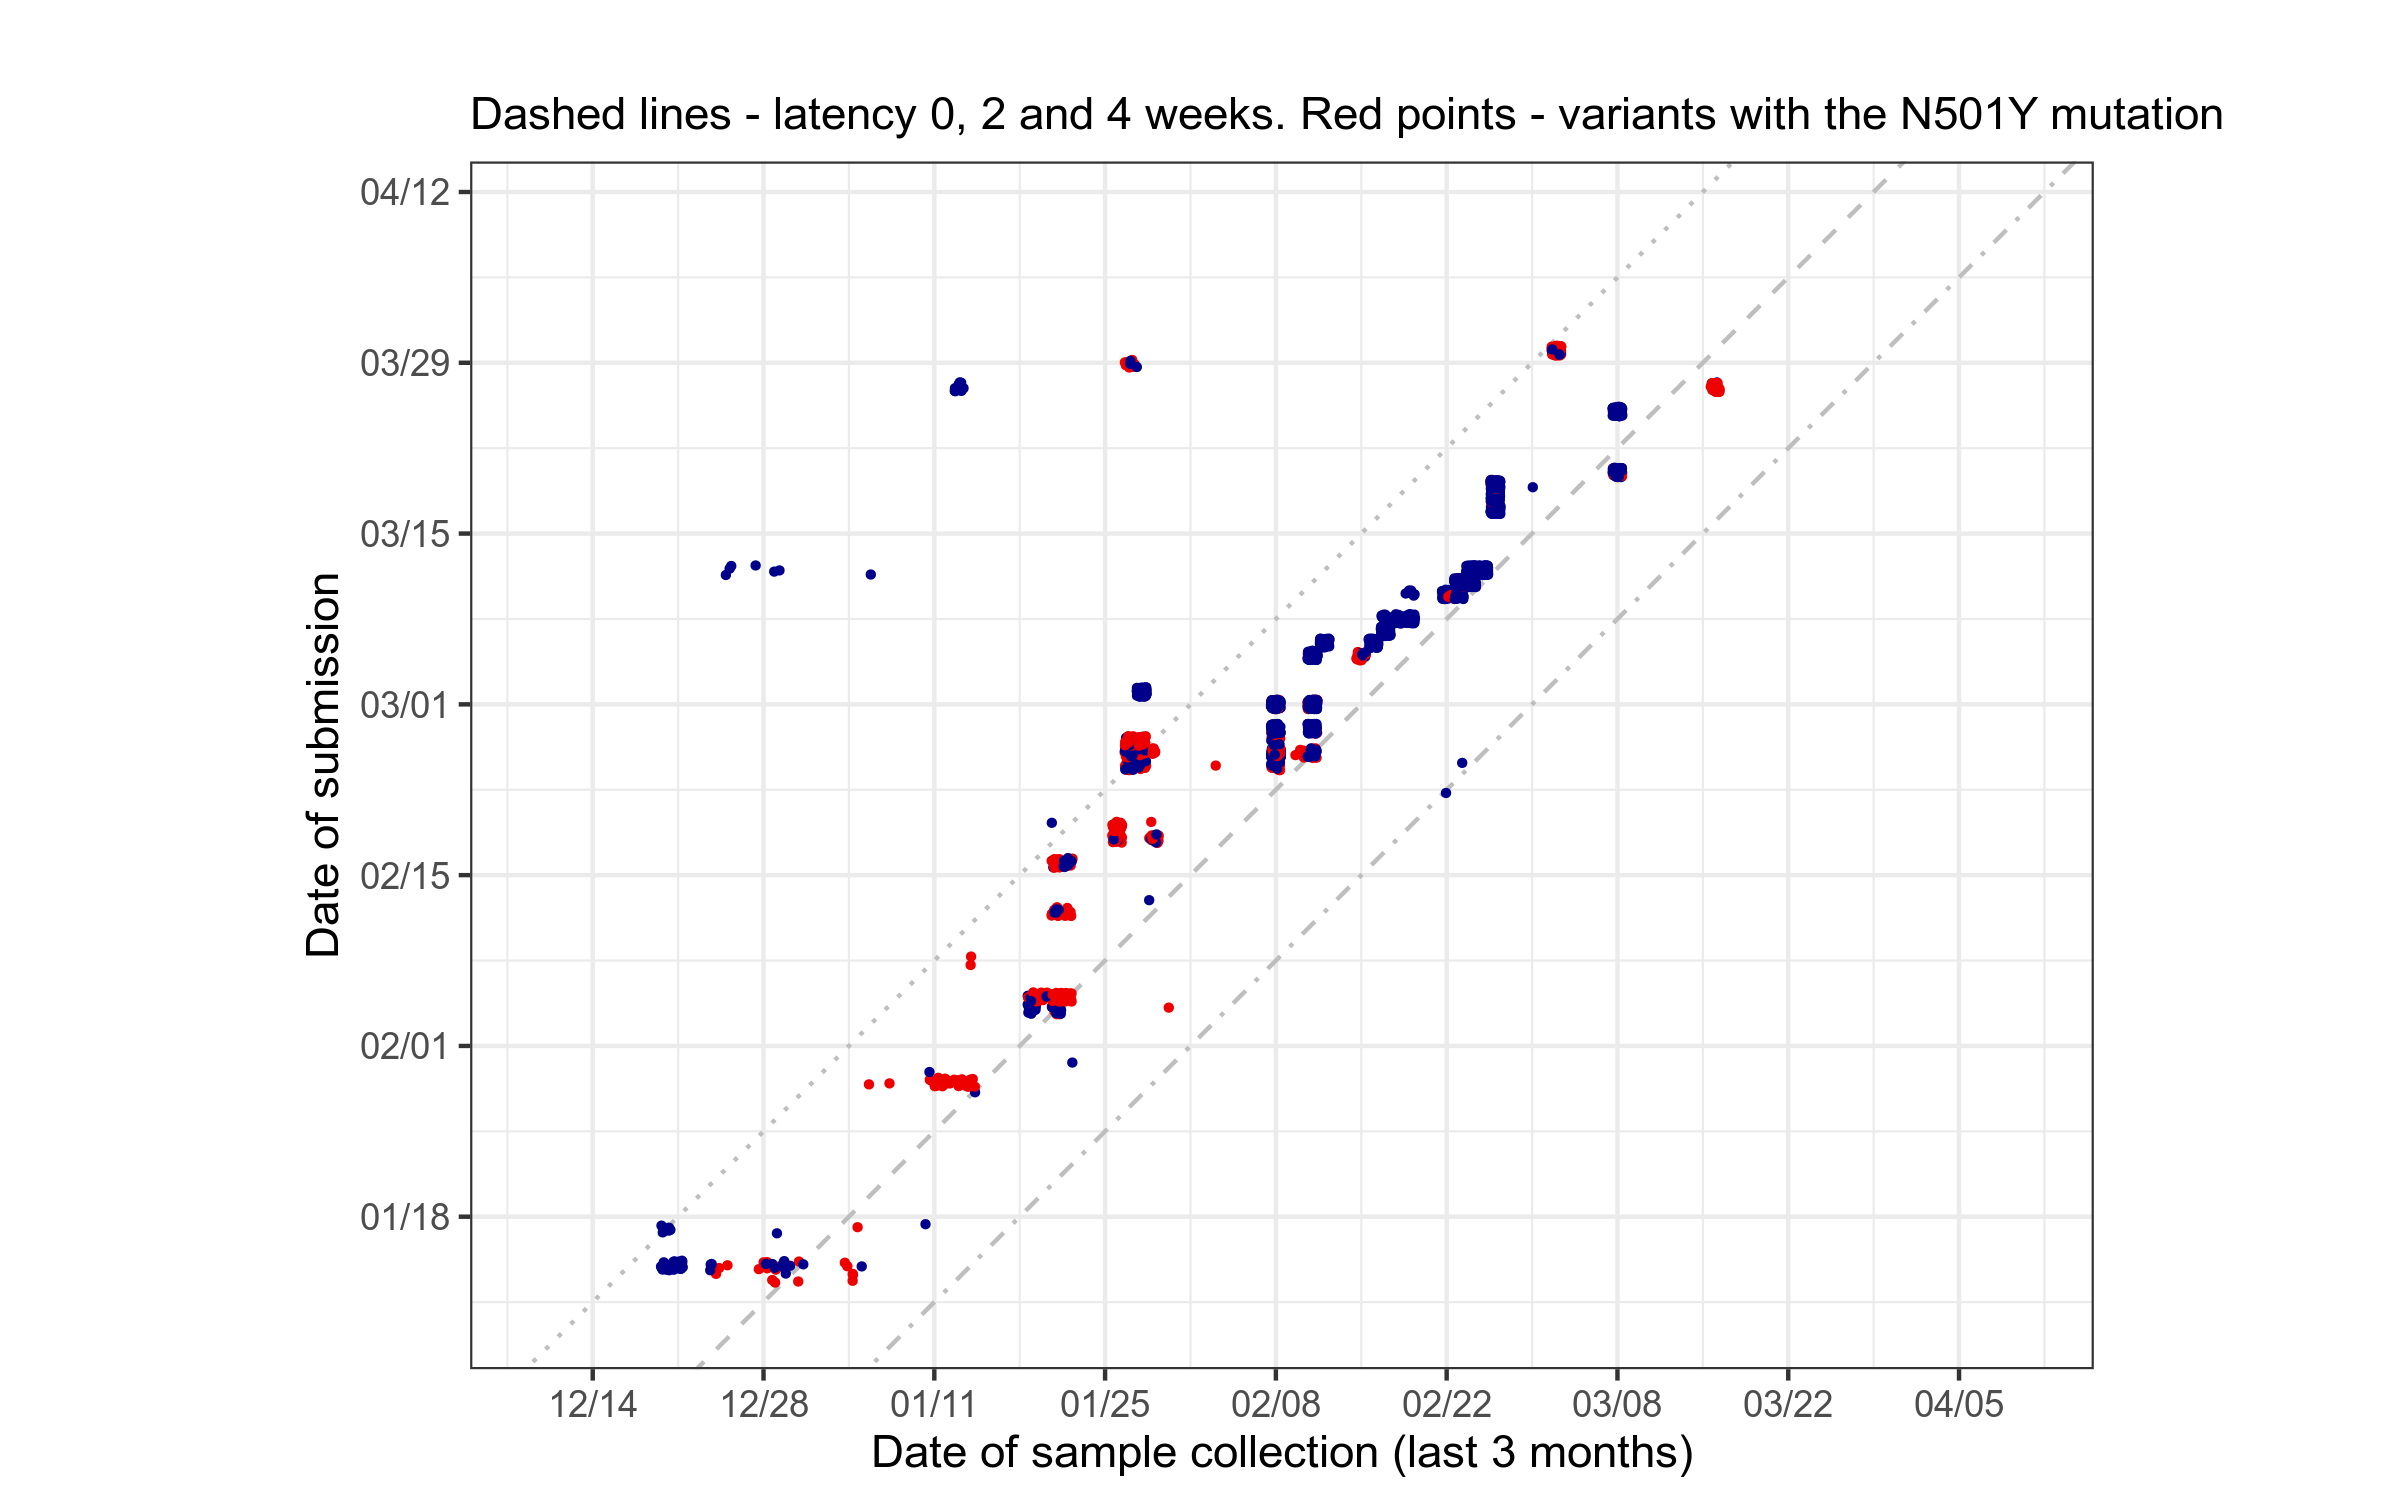 Dashed lines - latency 0, 2 and 4 weeks. Red points - variants with the N501Y mutation
Date of submission
04/12
03/29
03/15
03/01
02/15
02/01
01/18
12/14 12/28 01/11 01/25 02/08 02/22 03/08 03/22 04/05
Date of sample collection (last 3 months)